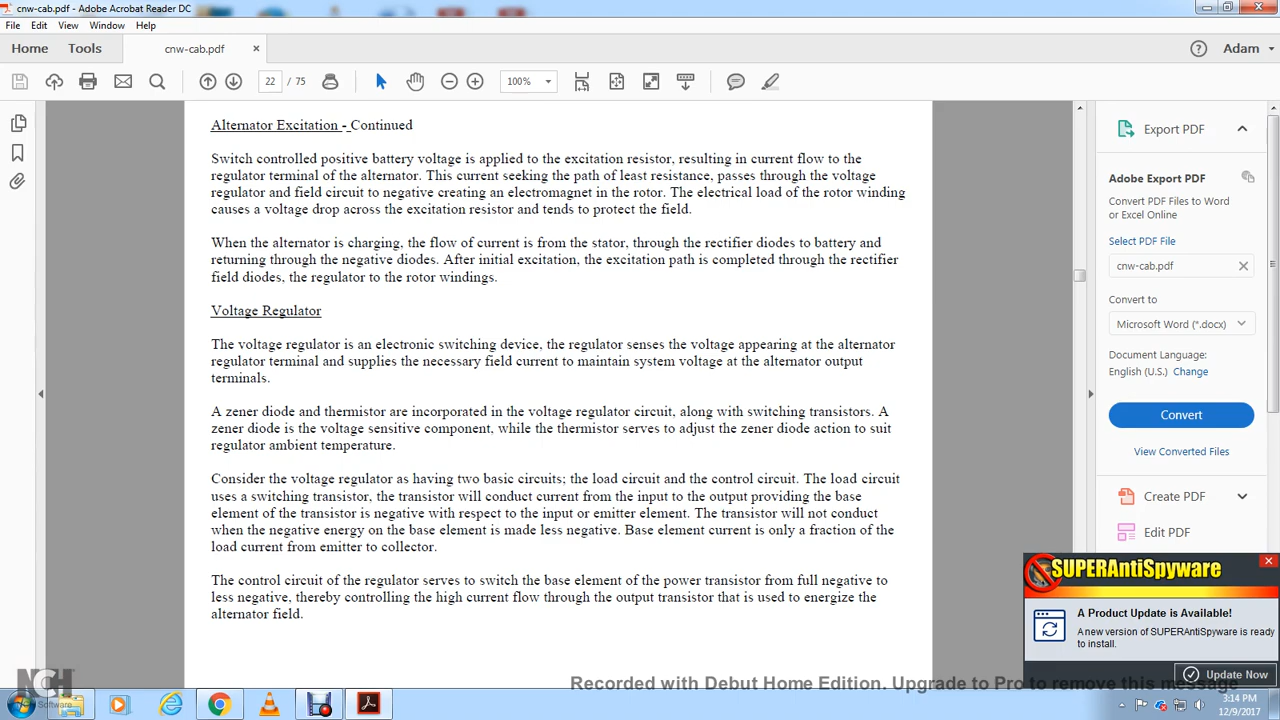 cnw-cab.pdf - Adobe Acrobat Reader DC
File Edit View Window Help
Home Tools cnw-cab.pdf × Adam
22 / 75 100%
Alternator Excitation - Continued
Switch controlled positive battery voltage is applied to the excitation resistor, resulting in current flow to the
regulator terminal of the alternator. This current seeking the path of least resistance, passes through the voltage
regulator and field circuit to negative creating an electromagnet in the rotor. The electrical load of the rotor winding
causes a voltage drop across the excitation resistor and tends to protect the field.
When the alternator is charging, the flow of current is from the stator, through the rectifier diodes to battery and
returning through the negative diodes. After initial excitation, the excitation path is completed through the rectifier
field diodes, the regulator to the rotor windings.
Voltage Regulator
The voltage regulator is an electronic switching device, the regulator senses the voltage appearing at the alternator
regulator terminal and supplies the necessary field current to maintain system voltage at the alternator output
terminals.
A zener diode and thermistor are incorporated in the voltage regulator circuit, along with switching transistors. A
zener diode is the voltage sensitive component, while the thermistor serves to adjust the zener diode action to suit
regulator ambient temperature.
Consider the voltage regulator as having two basic circuits; the load circuit and the control circuit. The load circuit
uses a switching transistor, the transistor will conduct current from the input to the output providing the base
element of the transistor is negative with respect to the input or emitter element. The transistor will not conduct
when the negative energy on the base element is made less negative. Base element current is only a fraction of the
load current from emitter to collector.
The control circuit of the regulator serves to switch the base element of the power transistor from full negative to
less negative, thereby controlling the high current flow through the output transistor that is used to energize the
alternator field.
Export PDF
Adobe Export PDF
Convert PDF Files to Word
or Excel Online
Select PDF File
cnw-cab.pdf
Convert to
Microsoft Word (*.docx)
Document Language:
English (U.S.) Change
Convert
View Converted Files
Create PDF
Edit PDF
SUPERAntiSpyware
A Product Update is Available!
A new version of SUPERAntiSpyware is ready
to install.
Update Now
NCH
Software
Recorded with Debut Home Edition. Upgrade to Pro to remove this message
3:14 PM
12/9/2017